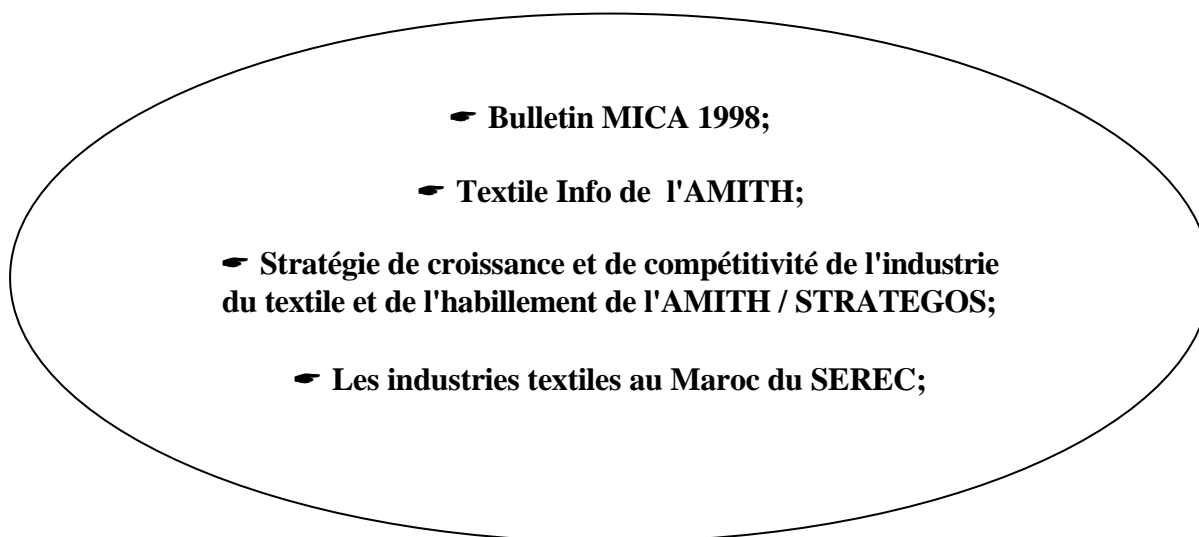 ☛ Bulletin MICA 1998;
☛ Textile Info de l'AMITH;
☛ Stratégie de croissance et de compétitivité de l'industrie
du textile et de l'habillement de l'AMITH / STRATEGOS;
☛ Les industries textiles au Maroc du SEREC;